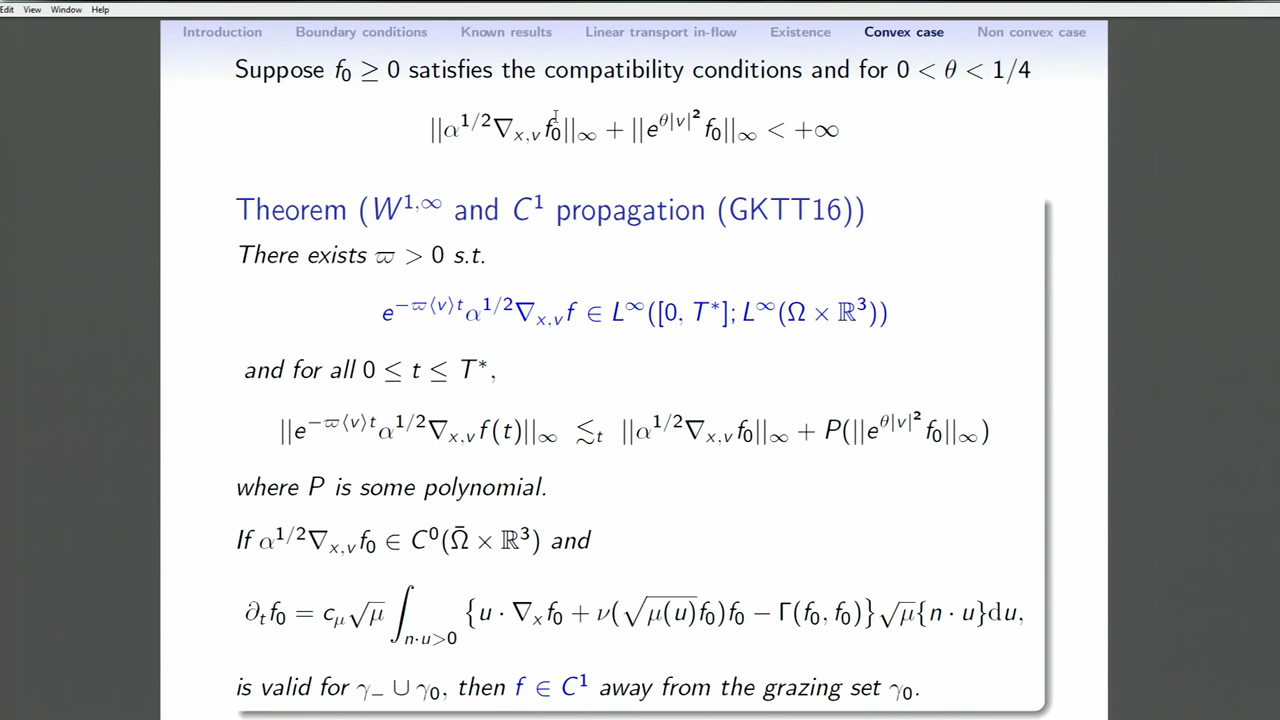 Edit View Window Help
Introduction Boundary conditions Known results Linear transport in-flow Existence Convex case Non convex case
Suppose f₀ ≥ 0 satisfies the compatibility conditions and for 0 < θ < 1/4
||α^{1/2}∇_{x,v} f₀||_∞ + ||e^{θ|v|²} f₀||_∞ < +∞
Theorem (W^{1,∞} and C¹ propagation (GKTT16))
There exists ϖ > 0 s.t.
e^{−ϖ⟨v⟩t}α^{1/2}∇_{x,v} f ∈ L^∞([0, T*]; L^∞(Ω × ℝ³))
and for all 0 ≤ t ≤ T*,
||e^{−ϖ⟨v⟩t}α^{1/2}∇_{x,v} f(t)||_∞ ≲_t ||α^{1/2}∇_{x,v} f₀||_∞ + P(||e^{θ|v|²} f₀||_∞)
where P is some polynomial.
If α^{1/2}∇_{x,v} f₀ ∈ C⁰(Ω̄ × ℝ³) and
∂_t f₀ = c_μ√μ ∫_{n·u>0} {u · ∇_x f₀ + ν(√μ(u) f₀)f₀ − Γ(f₀, f₀)}√μ{n · u}du,
is valid for γ₋ ∪ γ₀, then f ∈ C¹ away from the grazing set γ₀.